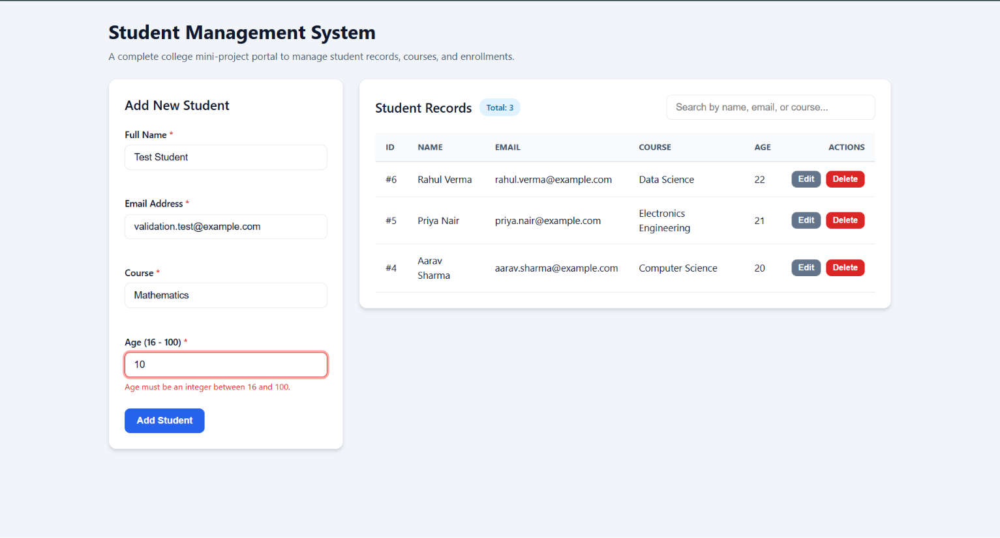 Student Management System
A complete college mini-project portal to manage student records, courses, and enrollments.
Add New Student
Full Name *
Test Student
Email Address *
validation.test@example.com
Course *
Mathematics
Age (16 - 100) *
10
Age must be an integer between 16 and 100.
Add Student
Student Records Total: 3 Search by name, email, or course...
ID NAME EMAIL COURSE AGE ACTIONS
#6 Rahul Verma rahul.verma@example.com Data Science 22 Edit Delete
#5 Priya Nair priya.nair@example.com Electronics Engineering 21 Edit Delete
#4 Aarav Sharma aarav.sharma@example.com Computer Science 20 Edit Delete